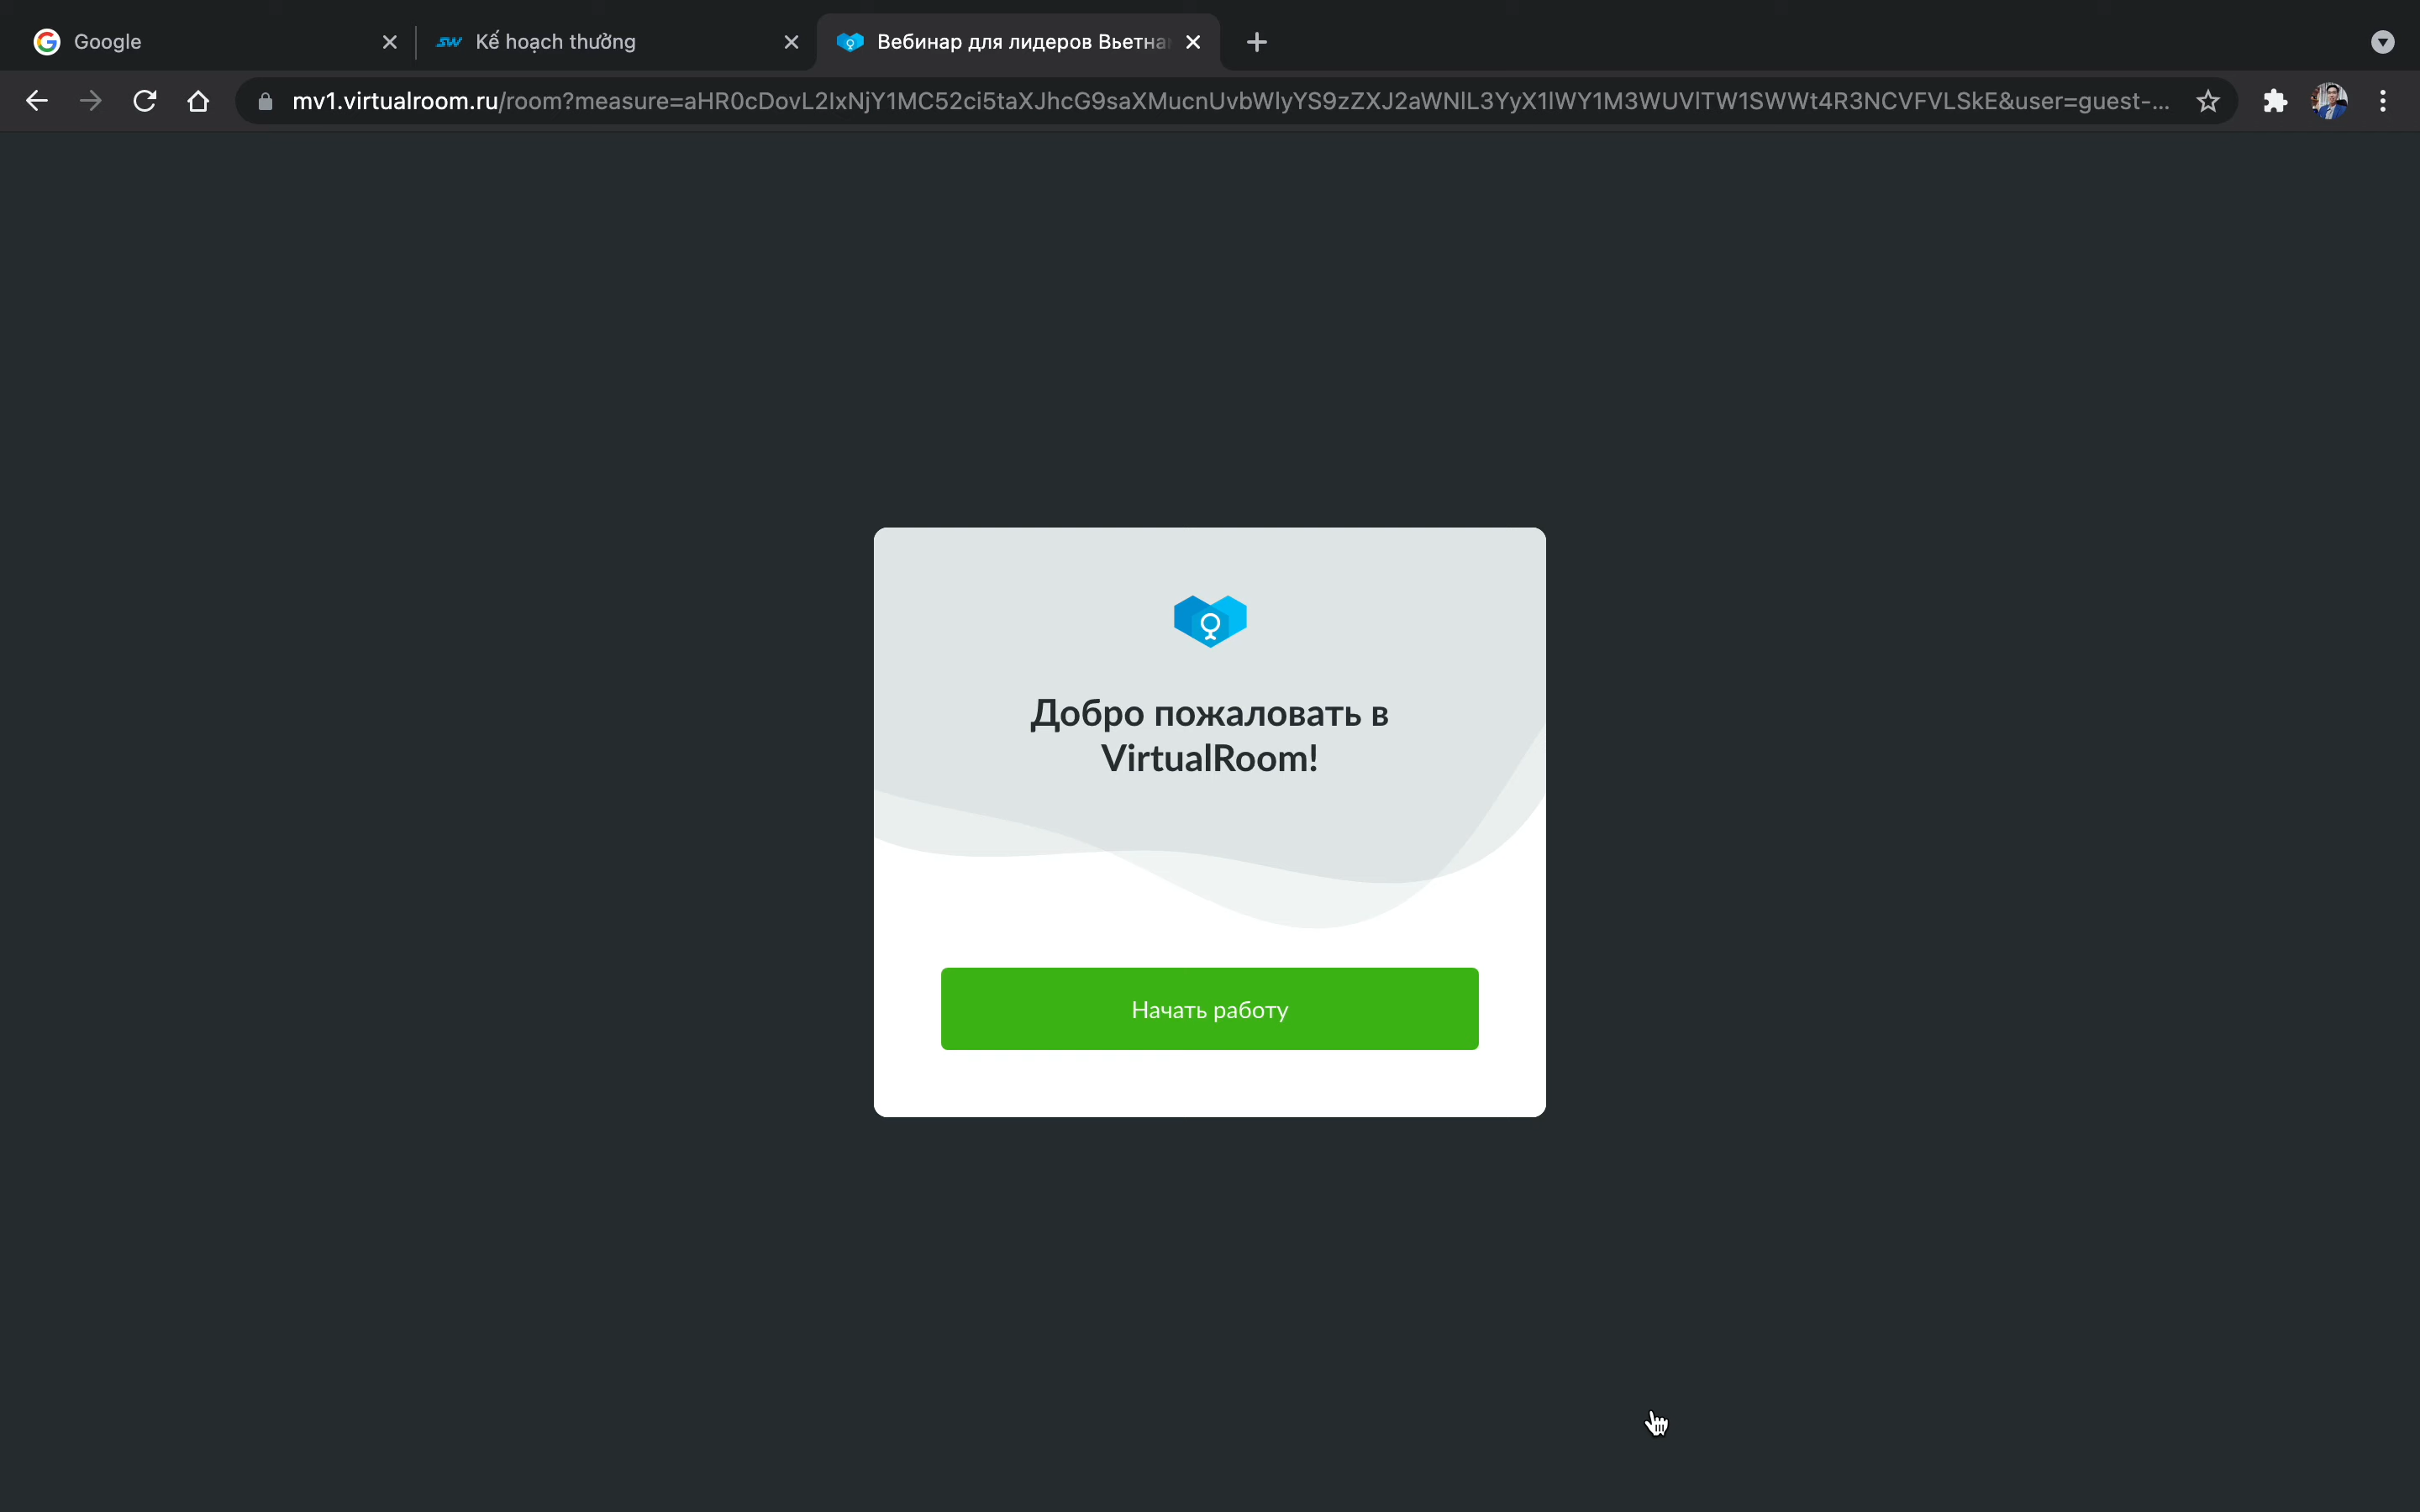 Google
SW Kế hoạch thưởng
Вебинар для лидеров Вьетна
mv1.virtualroom.ru/room?measure=aHR0cDovL2IxNjY1MC52ci5taXJhcG9saXMucnUvbWlyYS9zZXJ2aWNlL3YyX1lWY1M3WUVlTW1SWWt4R3NCVFVLSkE&user=guest-...
Добро пожаловать в
VirtualRoom!
Начать работу